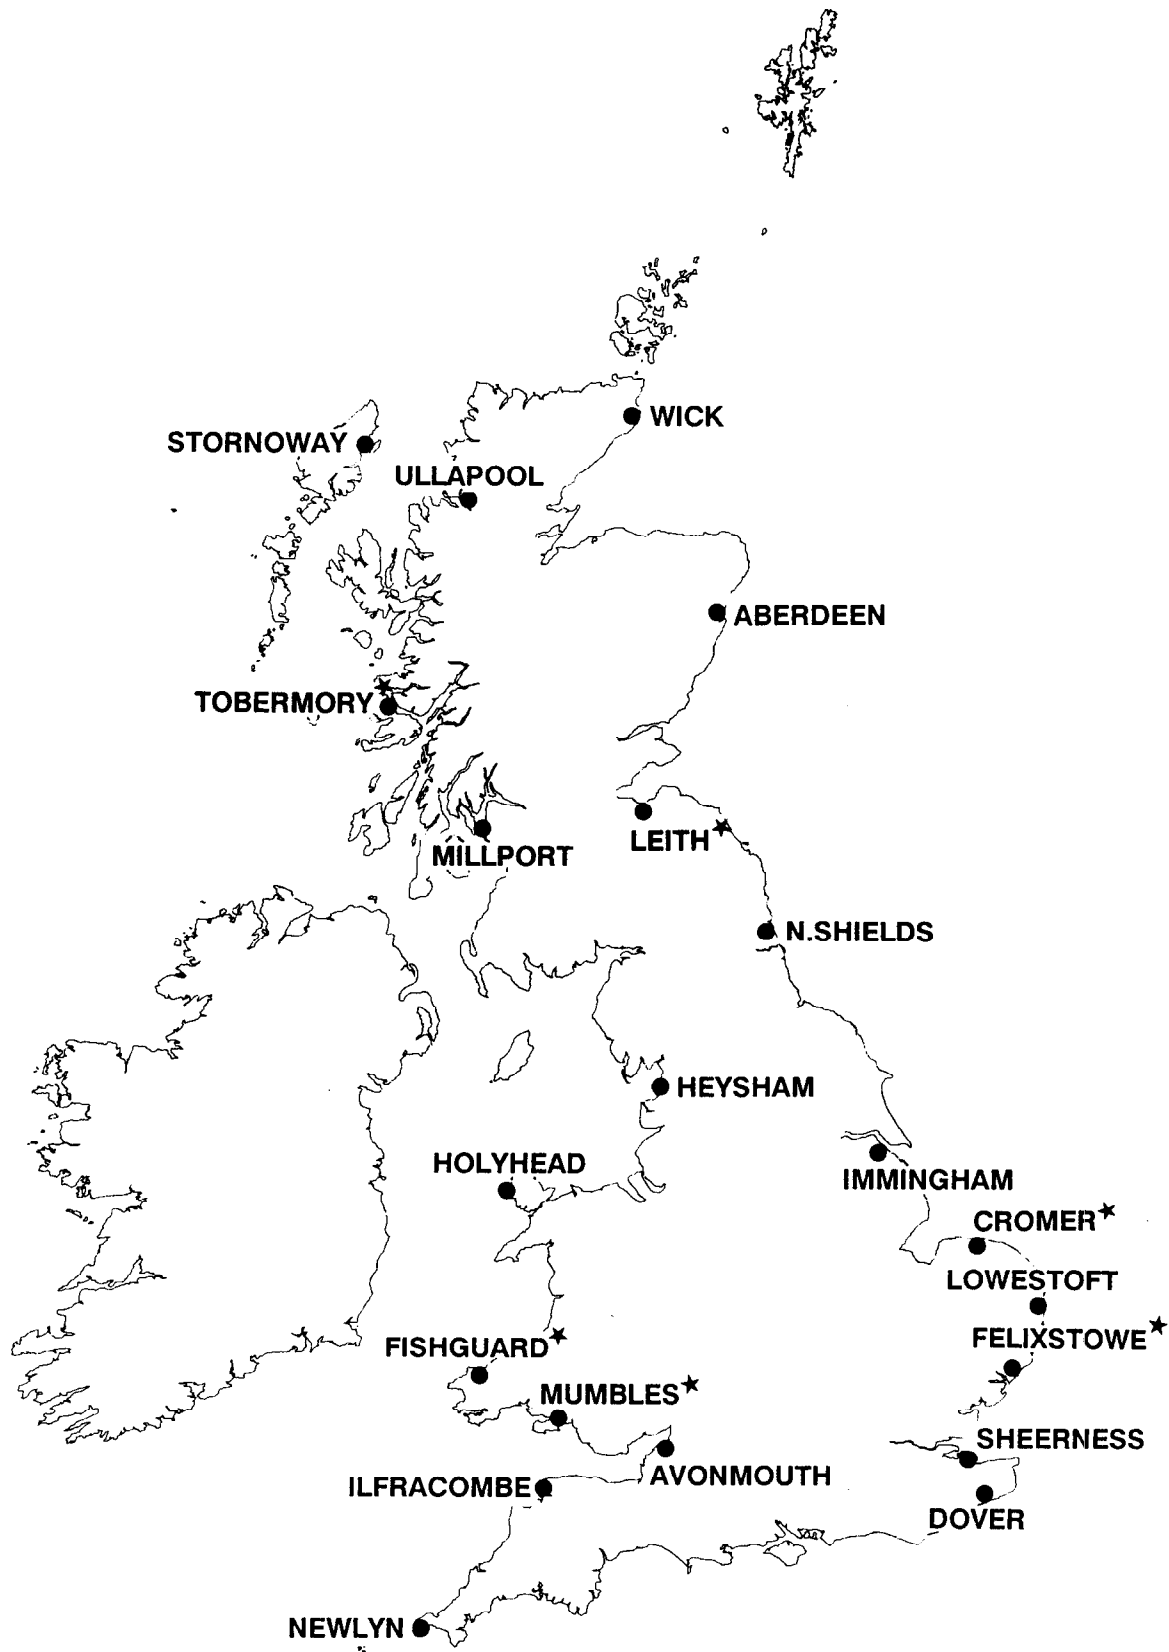 WICK
STORNOWAY
ULLAPOOL
ABERDEEN
TOBERMORY★
LEITH★
MILLPORT
N.SHIELDS
HEYSHAM
HOLYHEAD
IMMINGHAM
CROMER★
LOWESTOFT
FELIXSTOWE★
FISHGUARD★
MUMBLES★
SHEERNESS
AVONMOUTH
ILFRACOMBE
DOVER
NEWLYN